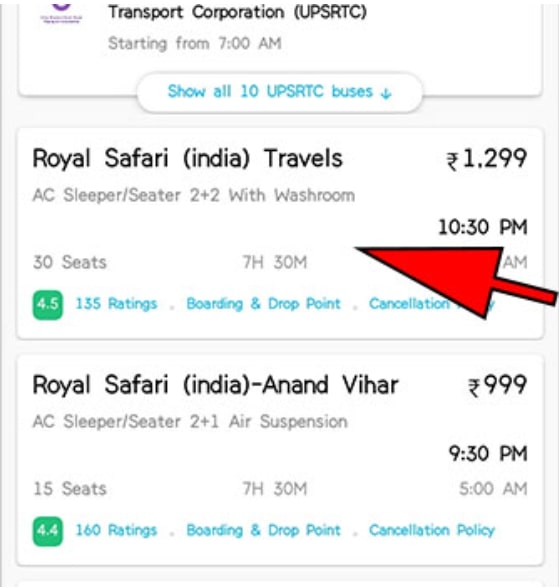 Transport Corporation (UPSRTC)
Starting from 7:00 AM
Show all 10 UPSRTC buses ↓
Royal Safari (india) Travels ₹1,299
AC Sleeper/Seater 2+2 With Washroom
10:30 PM
30 Seats 7H 30M AM
4.5 135 Ratings . Boarding & Drop Point . Cancellation
Royal Safari (india)-Anand Vihar ₹999
AC Sleeper/Seater 2+1 Air Suspension
9:30 PM
15 Seats 7H 30M 5:00 AM
4.4 160 Ratings . Boarding & Drop Point . Cancellation Policy